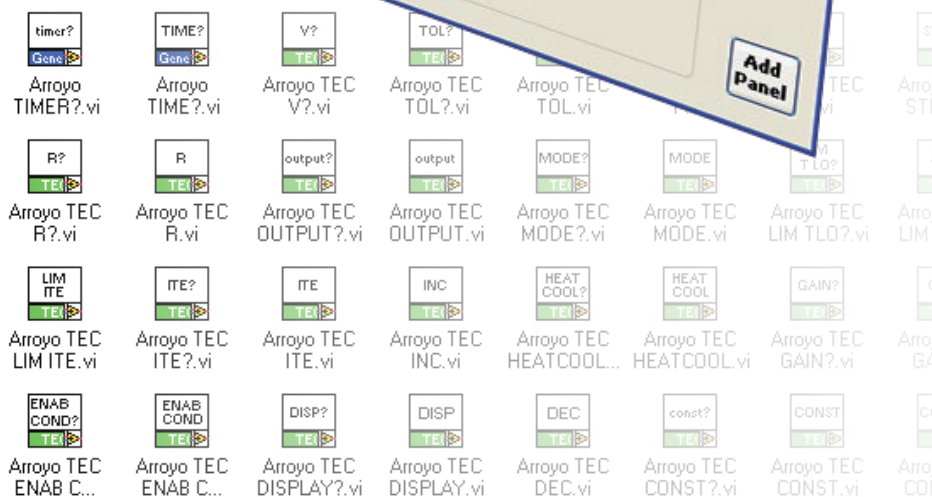 timer? TIME? V? TOL?
Gene Gene TE( TE(
Add
Panel
Arroyo Arroyo Arroyo TEC Arroyo TEC Arroyo TEC TEC
TIMER?.vi TIME?.vi V?.vi TOL?.vi TOL.vi
R? R output? output MODE? MODE
TE( TE( TE( TE( TE( TE( TE(
Arroyo TEC Arroyo TEC Arroyo TEC Arroyo TEC Arroyo TEC Arroyo TEC Arroyo TEC
R?.vi R.vi OUTPUT?.vi OUTPUT.vi MODE?.vi MODE.vi LIM TLO?.vi LIM
LIM ITE? ITE INC HEAT HEAT GAIN?
ITE COOL? COOL
TE( TE( TE( TE( TE( TE( TE(
Arroyo TEC Arroyo TEC Arroyo TEC Arroyo TEC Arroyo TEC Arroyo TEC Arroyo TEC
LIM ITE.vi ITE?.vi ITE.vi INC.vi HEATCOOL... HEATCOOL.vi GAIN?.vi
ENAB ENAB DISP? DISP DEC const? CONST
COND? COND
TE( TE( TE( TE( TE( TE( TE(
Arroyo TEC Arroyo TEC Arroyo TEC Arroyo TEC Arroyo TEC Arroyo TEC Arroyo TEC
ENAB C... ENAB C... DISPLAY?.vi DISPLAY.vi DEC.vi CONST?.vi CONST.vi